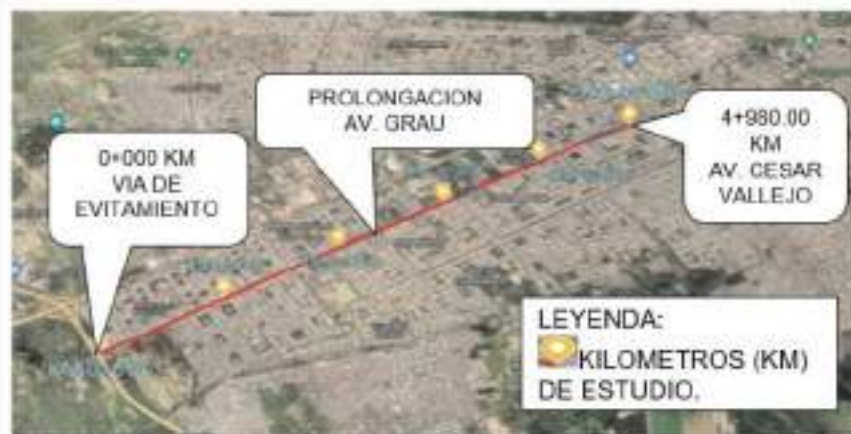 PROLONGACION
AV. GRAU
4+980.00
KM
AV. CESAR
VALLEJO
0+000 KM
VIA DE
EVITAMIENTO
LEYENDA:
KILOMETROS (KM)
DE ESTUDIO.